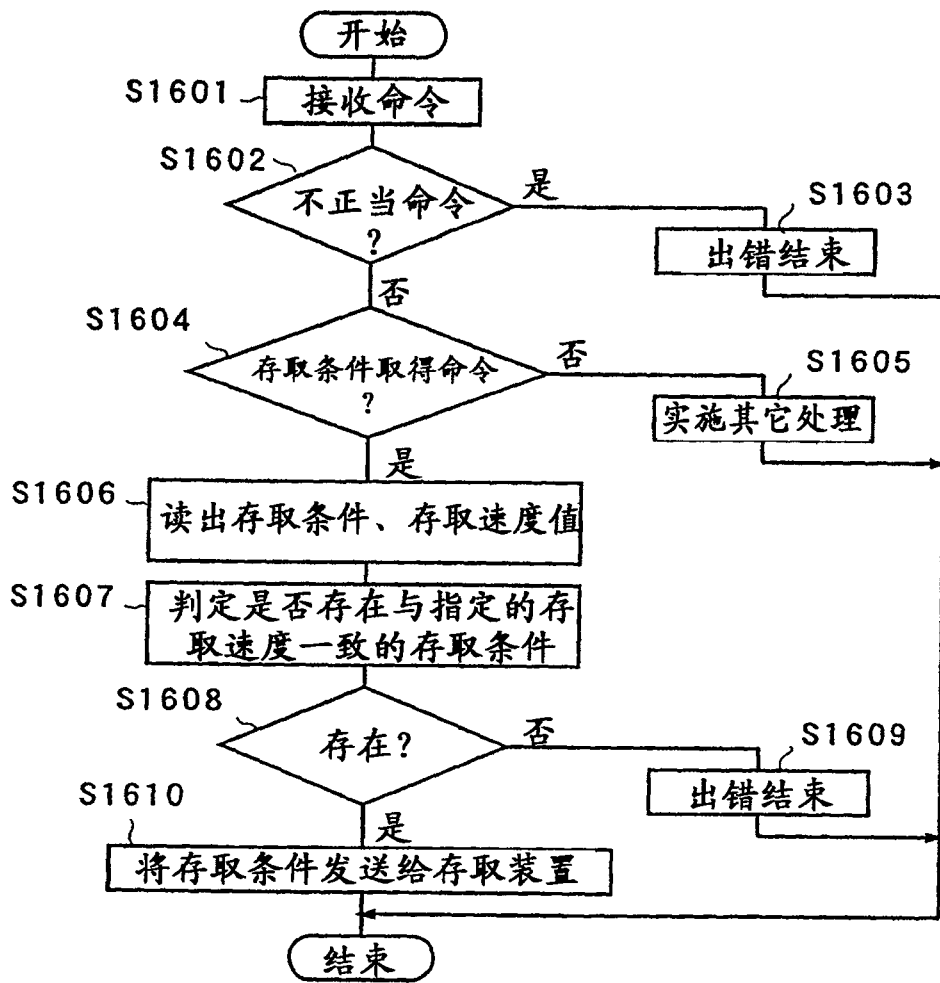 开始
S1601
接收命令
S1602
不正当命令
?
是
S1603
出错结束
否
S1604
存取条件取得命令
?
否
S1605
实施其它处理
是
S1606
读出存取条件、存取速度值
S1607
判定是否存在与指定的存
取速度一致的存取条件
S1608
存在?
否
S1609
出错结束
S1610
是
将存取条件发送给存取装置
结束